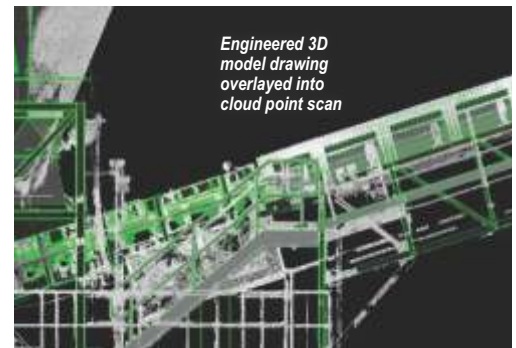 Engineered 3D
model drawing
overlayed into
cloud point scan